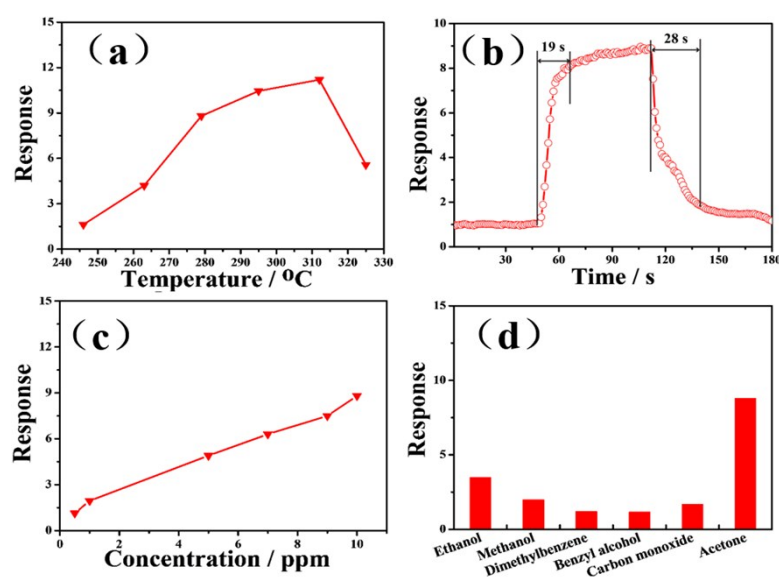 (a)
15
12
9
6
3
0
Response
240 250 260 270 280 290 300 310 320 330
Temperature / ºC
(b)
19 s
28 s
10
8
6
4
2
0
Response
30 60 90 120 150 180
Time / s
(c)
15
12
9
6
3
0
Response
0 2 4 6 8 10
Concentration / ppm
(d)
15
10
5
0
Response
Ethanol
Methanol
Dimethylbenzene
Benzyl alcohol
Carbon monoxide
Acetone